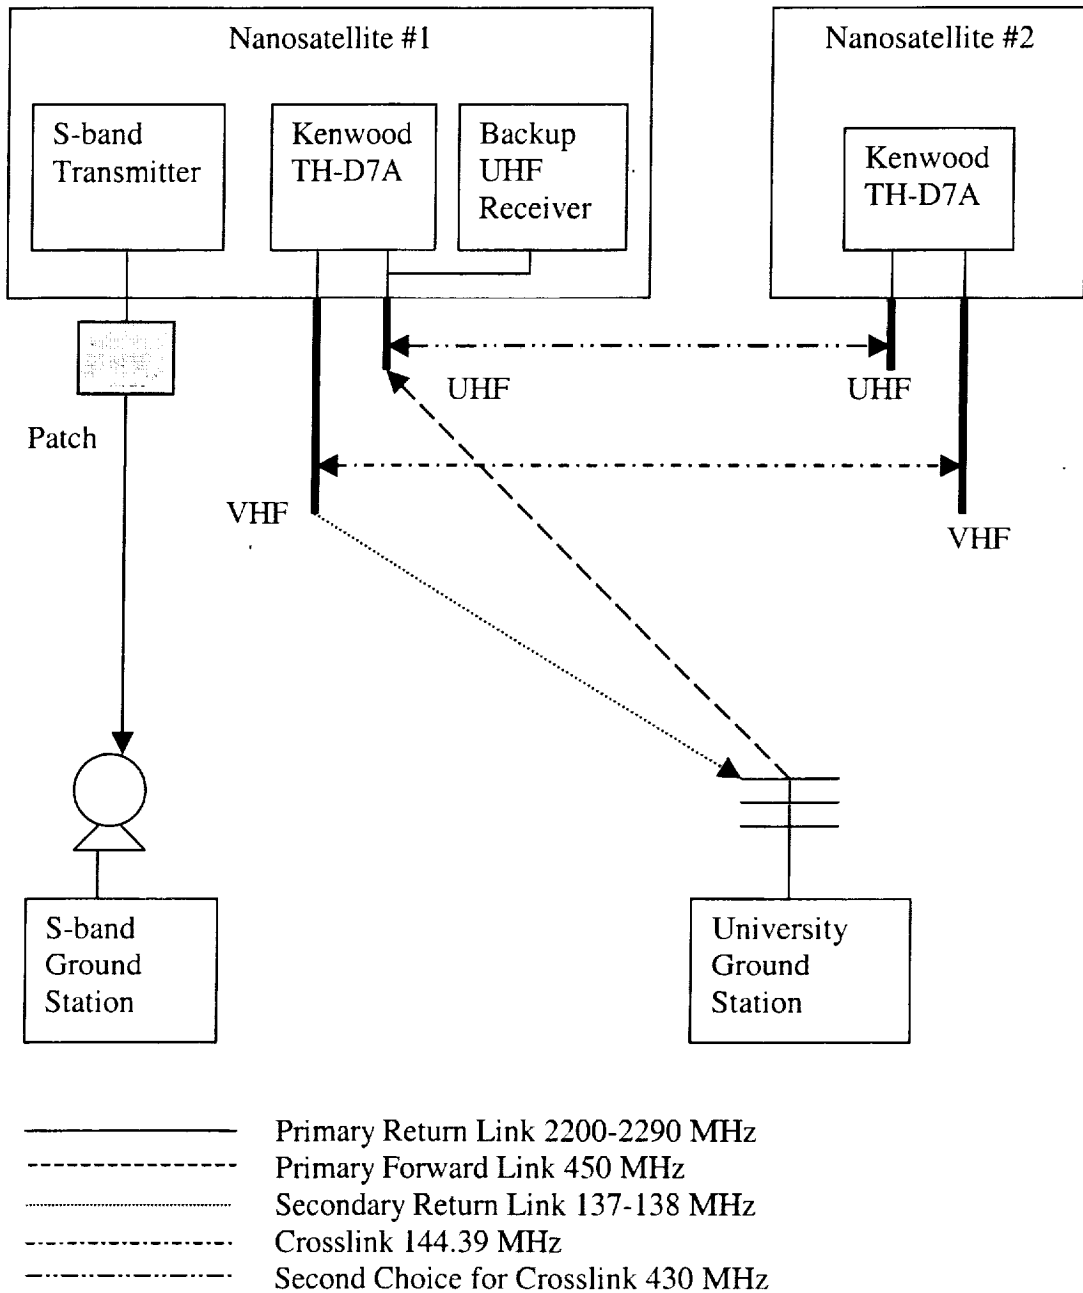 Nanosatellite #1
Nanosatellite #2
S-band
Transmitter
Kenwood
TH-D7A
Backup
UHF
Receiver
Kenwood
TH-D7A
UHF
UHF
Patch
VHF
VHF
S-band
Ground
Station
University
Ground
Station
Primary Return Link 2200-2290 MHz
Primary Forward Link 450 MHz
Secondary Return Link 137-138 MHz
Crosslink 144.39 MHz
Second Choice for Crosslink 430 MHz